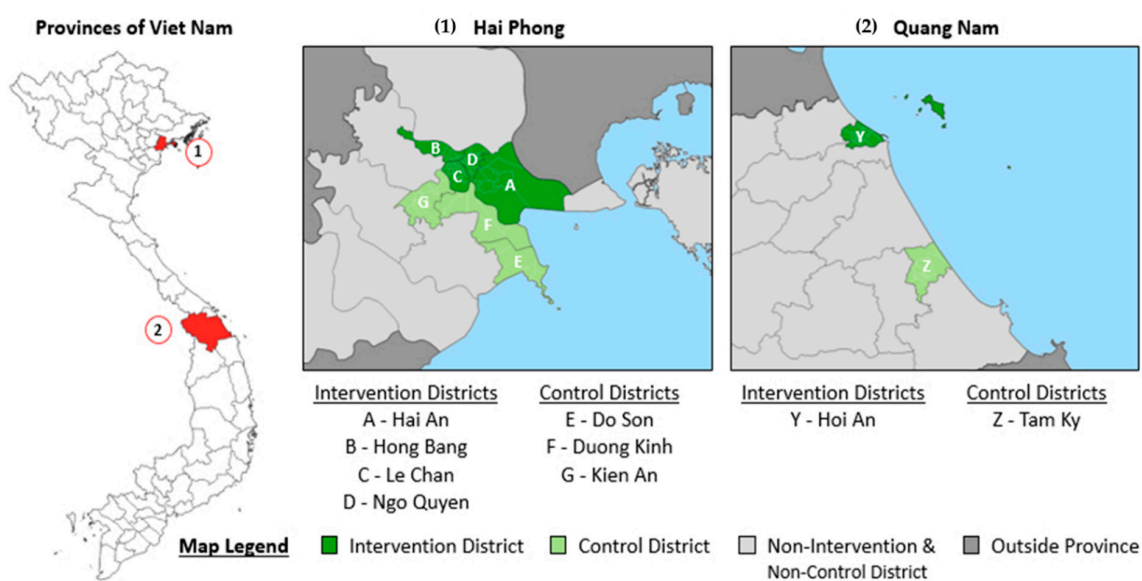 Provinces of Viet Nam
(1) Hai Phong
(2) Quang Nam
1
2
B
D
C
A
G
F
E
Y
Z
Intervention Districts
A - Hai An
B - Hong Bang
C - Le Chan
D - Ngo Quyen
Control Districts
E - Do Son
F - Duong Kinh
G - Kien An
Intervention Districts
Y - Hoi An
Control Districts
Z - Tam Ky
Map Legend
Intervention District
Control District
Non-Intervention &
Non-Control District
Outside Province